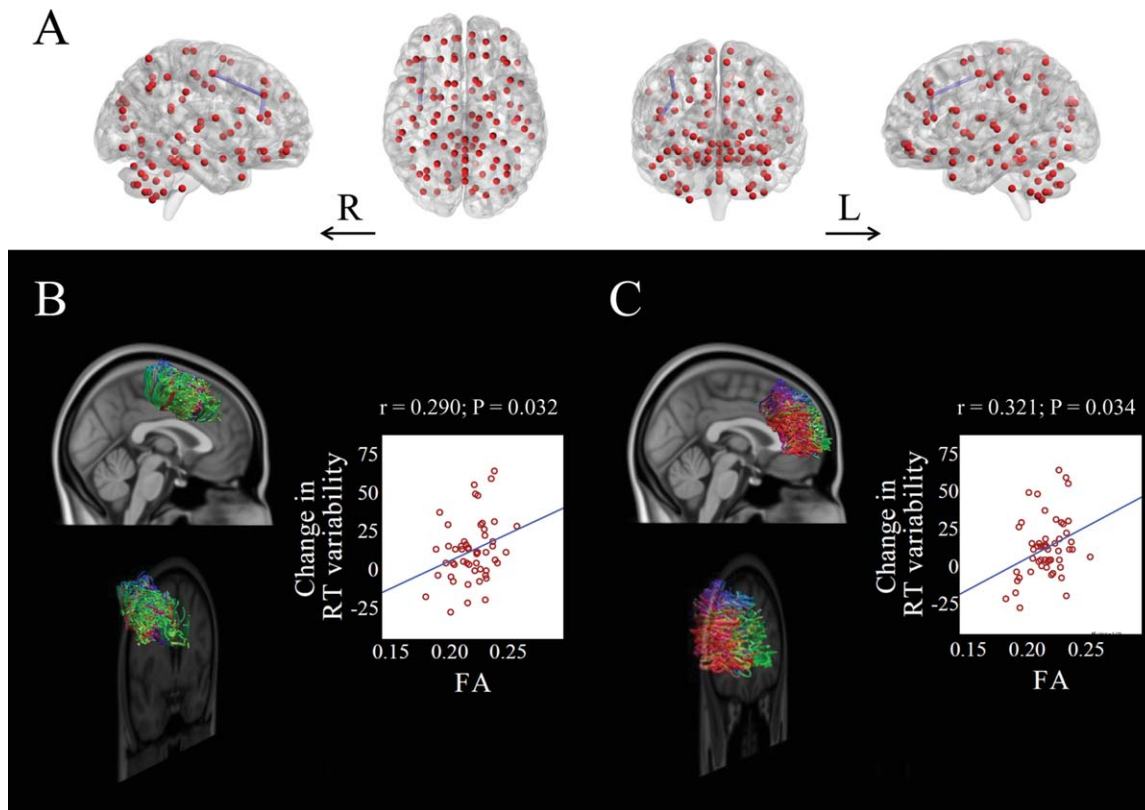 A
R
L
B
r = 0.290; P = 0.032
Change in
RT variability
75
50
25
0
-25
0.15 0.20 0.25
FA
C
r = 0.321; P = 0.034
Change in
RT variability
75
50
25
0
-25
0.15 0.20 0.25
FA